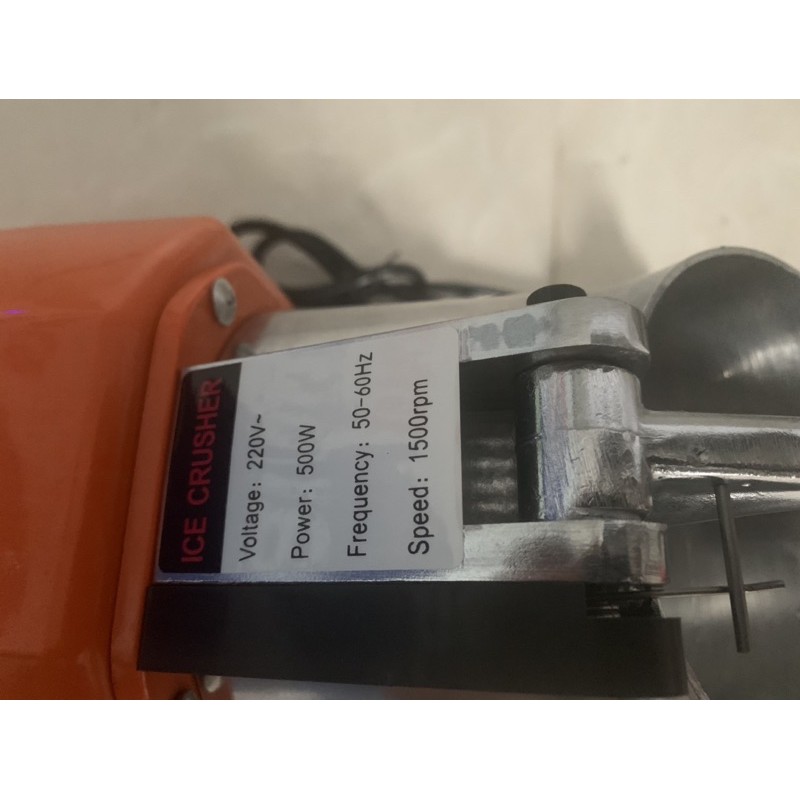 ICE CRUSHER
Voltage: 220V~
Power: 500W
Frequency: 50-60Hz
Speed: 1500rpm